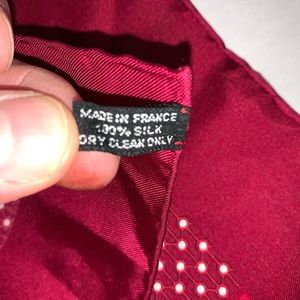 MADE IN FRANCE
100% SILK
DRY CLEAN ONLY